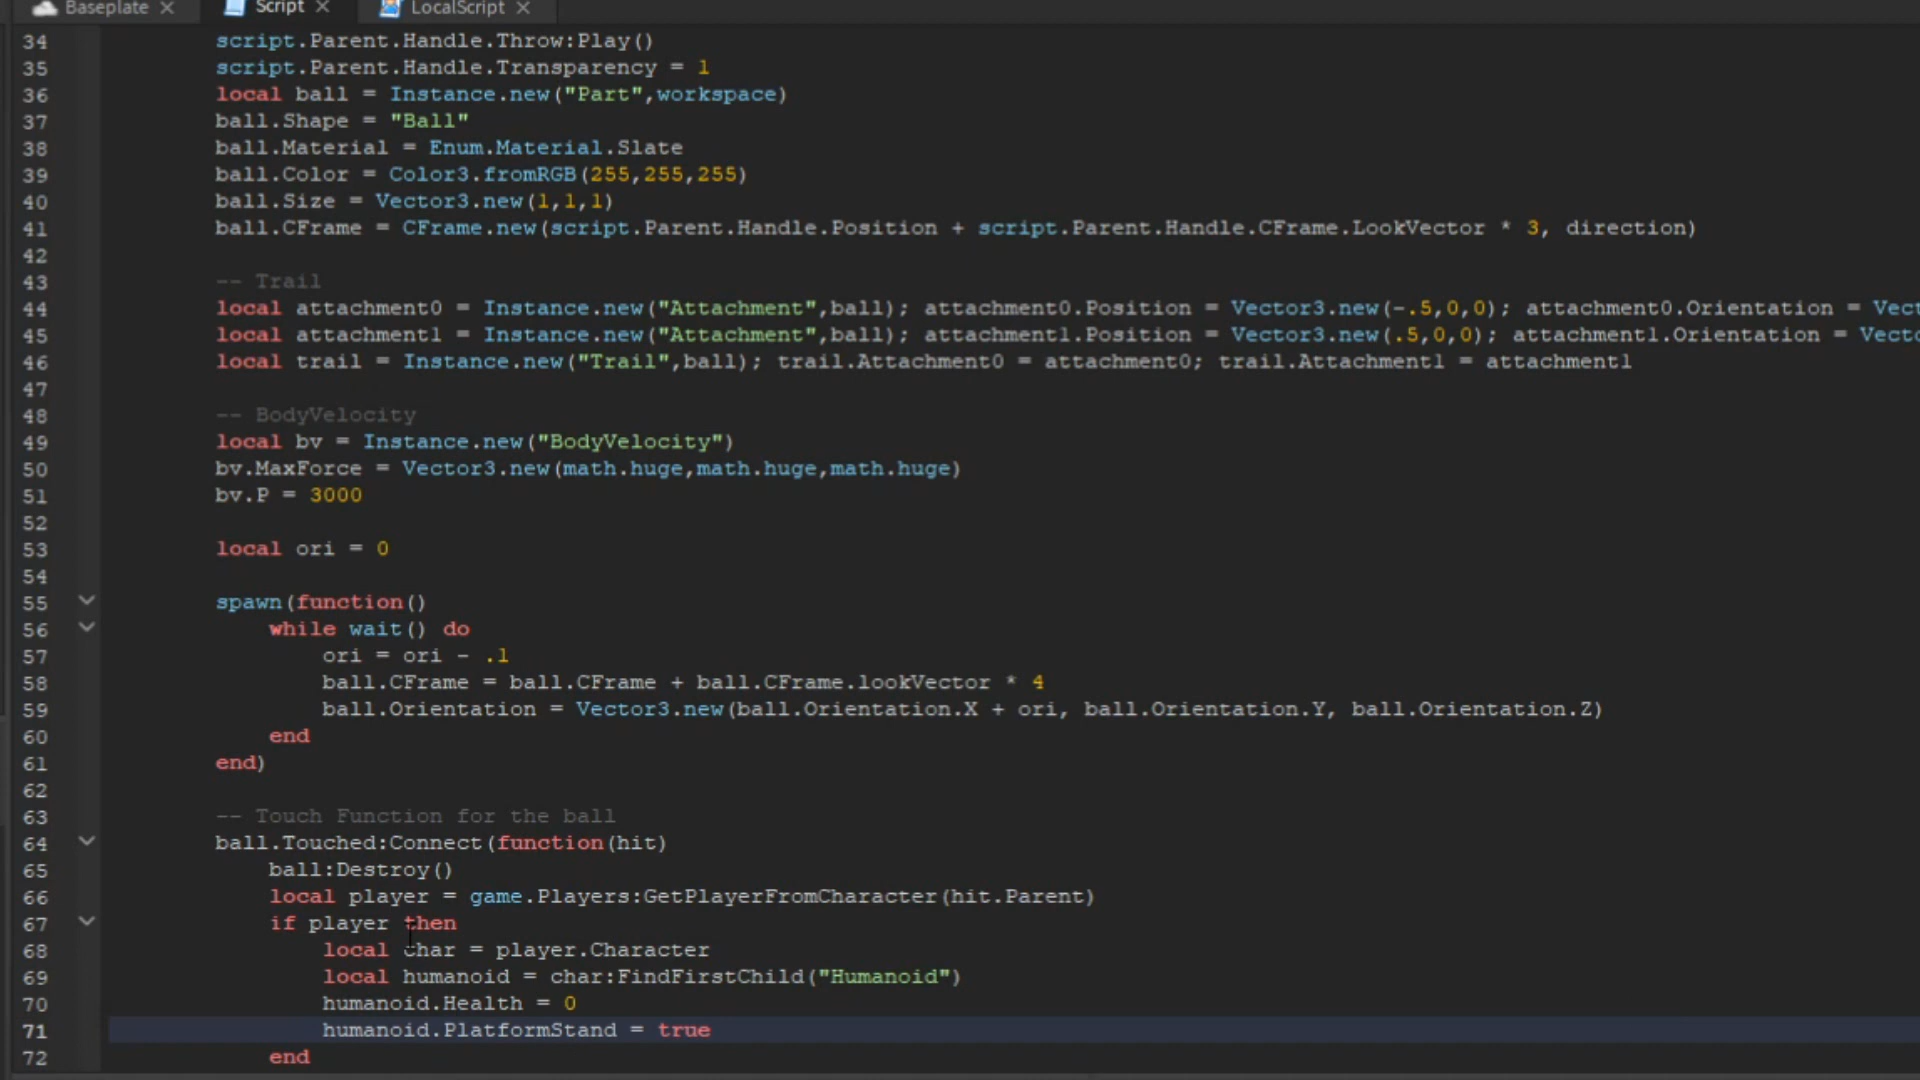 Baseplate × Script × LocalScript ×
34 script.Parent.Handle.Throw:Play()
35 script.Parent.Handle.Transparency = 1
36 local ball = Instance.new("Part",workspace)
37 ball.Shape = "Ball"
38 ball.Material = Enum.Material.Slate
39 ball.Color = Color3.fromRGB(255,255,255)
40 ball.Size = Vector3.new(1,1,1)
41 ball.CFrame = CFrame.new(script.Parent.Handle.Position + script.Parent.Handle.CFrame.LookVector * 3, direction)
42
43 -- Trail
44 local attachment0 = Instance.new("Attachment",ball); attachment0.Position = Vector3.new(-.5,0,0); attachment0.Orientation = Vect
45 local attachment1 = Instance.new("Attachment",ball); attachment1.Position = Vector3.new(.5,0,0); attachment1.Orientation = Vecto
46 local trail = Instance.new("Trail",ball); trail.Attachment0 = attachment0; trail.Attachment1 = attachment1
47
48 -- BodyVelocity
49 local bv = Instance.new("BodyVelocity")
50 bv.MaxForce = Vector3.new(math.huge,math.huge,math.huge)
51 bv.P = 3000
52
53 local ori = 0
54
55 spawn(function()
56 while wait() do
57 ori = ori - .1
58 ball.CFrame = ball.CFrame + ball.CFrame.lookVector * 4
59 ball.Orientation = Vector3.new(ball.Orientation.X + ori, ball.Orientation.Y, ball.Orientation.Z)
60 end
61 end)
62
63 -- Touch Function for the ball
64 ball.Touched:Connect(function(hit)
65 ball:Destroy()
66 local player = game.Players:GetPlayerFromCharacter(hit.Parent)
67 if player then
68 local char = player.Character
69 local humanoid = char:FindFirstChild("Humanoid")
70 humanoid.Health = 0
71 humanoid.PlatformStand = true
72 end